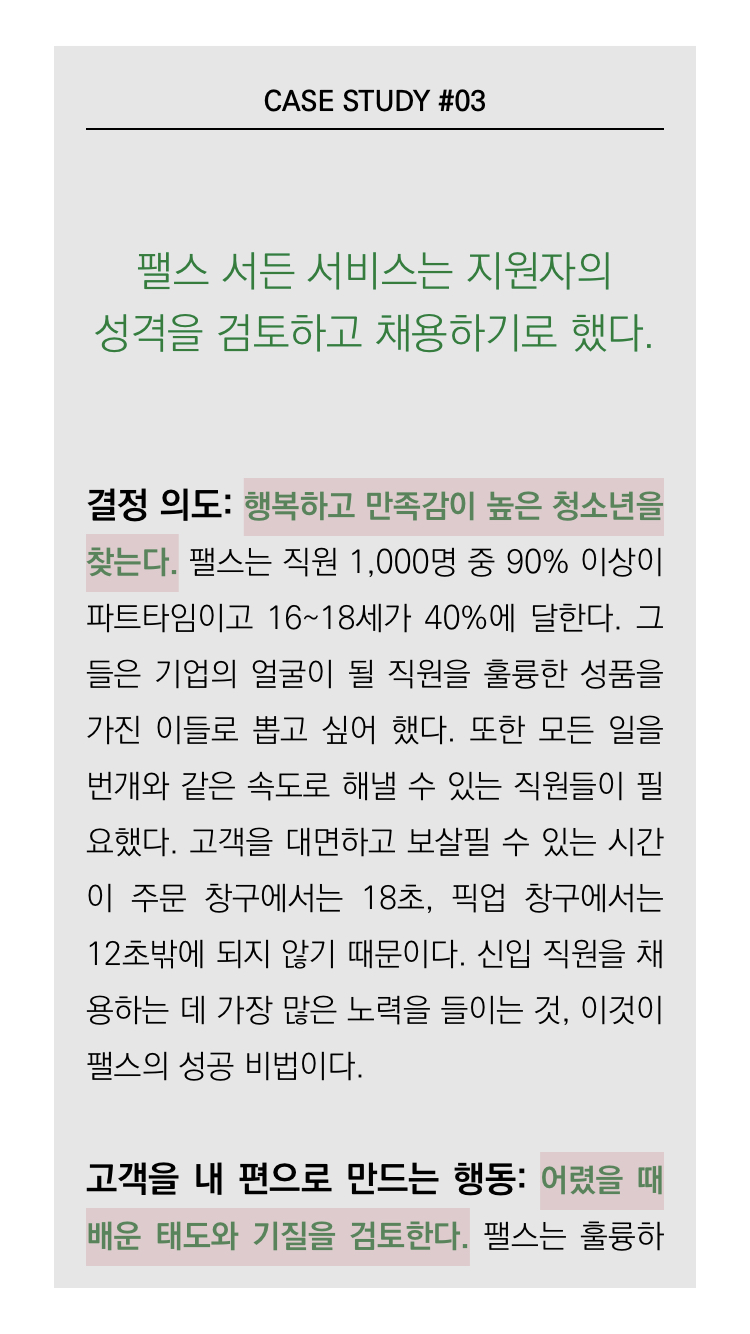 CASE STUDY #03
팰스 서든 서비스는 지원자의
성격을 검토하고 채용하기로 했다.
결정 의도: 행복하고 만족감이 높은 청소년을
찾는다. 팰스는 직원 1,000명 중 90% 이상이
파트타임이고 16~18세가 40%에 달한다. 그
들은 기업의 얼굴이 될 직원을 훌륭한 성품을
가진 이들로 뽑고 싶어 했다. 또한 모든 일을
번개와 같은 속도로 해낼 수 있는 직원들이 필
요했다. 고객을 대면하고 보살필 수 있는 시간
이 주문 창구에서는 18초, 픽업 창구에서는
12초밖에 되지 않기 때문이다. 신입 직원을 채
용하는 데 가장 많은 노력을 들이는 것, 이것이
팰스의 성공 비법이다.
고객을 내 편으로 만드는 행동: 어렸을 때
배운 태도와 기질을 검토한다. 팰스는 훌륭하